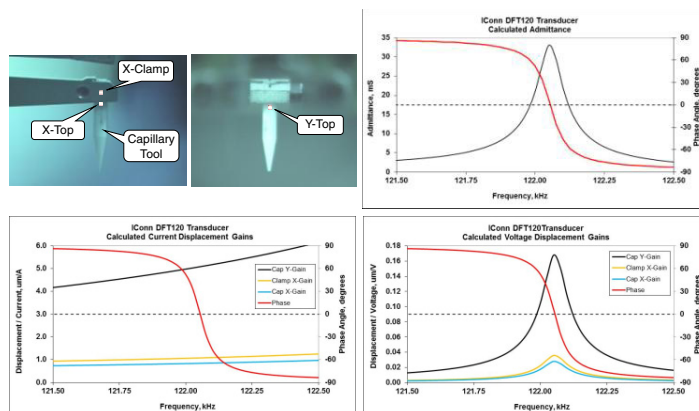 X-Clamp
X-Top
Capillary
Tool
Y-Top
IConn DFT120 Transducer
Calculated Admittance
Admittance, mS
35
30
25
20
15
10
5
0
Phase Angle, degrees
90
60
30
0
-30
-60
-90
121.50 121.75 122.00 122.25 122.50
Frequency, kHz
IConn DFT120 Transducer
Calculated Current Displacement Gains
Displacement / Current, um/A
6.0
5.0
4.0
3.0
2.0
1.0
0.0
Cap Y-Gain
Clamp X-Gain
Cap X-Gain
Phase
Phase Angle, degrees
90
60
30
0
-30
-60
-90
121.50 121.75 122.00 122.25 122.50
Frequency, kHz
IConn DFT120Transducer
Calculated Voltage Displacement Gains
Displacement / Voltage, um/V
0.18
0.16
0.14
0.12
0.10
0.08
0.06
0.04
0.02
0.00
Cap Y-Gain
Clamp X-Gain
Cap X-Gain
Phase
Phase Angle, degrees
90
60
30
0
-30
-60
-90
121.50 121.75 122.00 122.25 122.50
Frequency, kHz